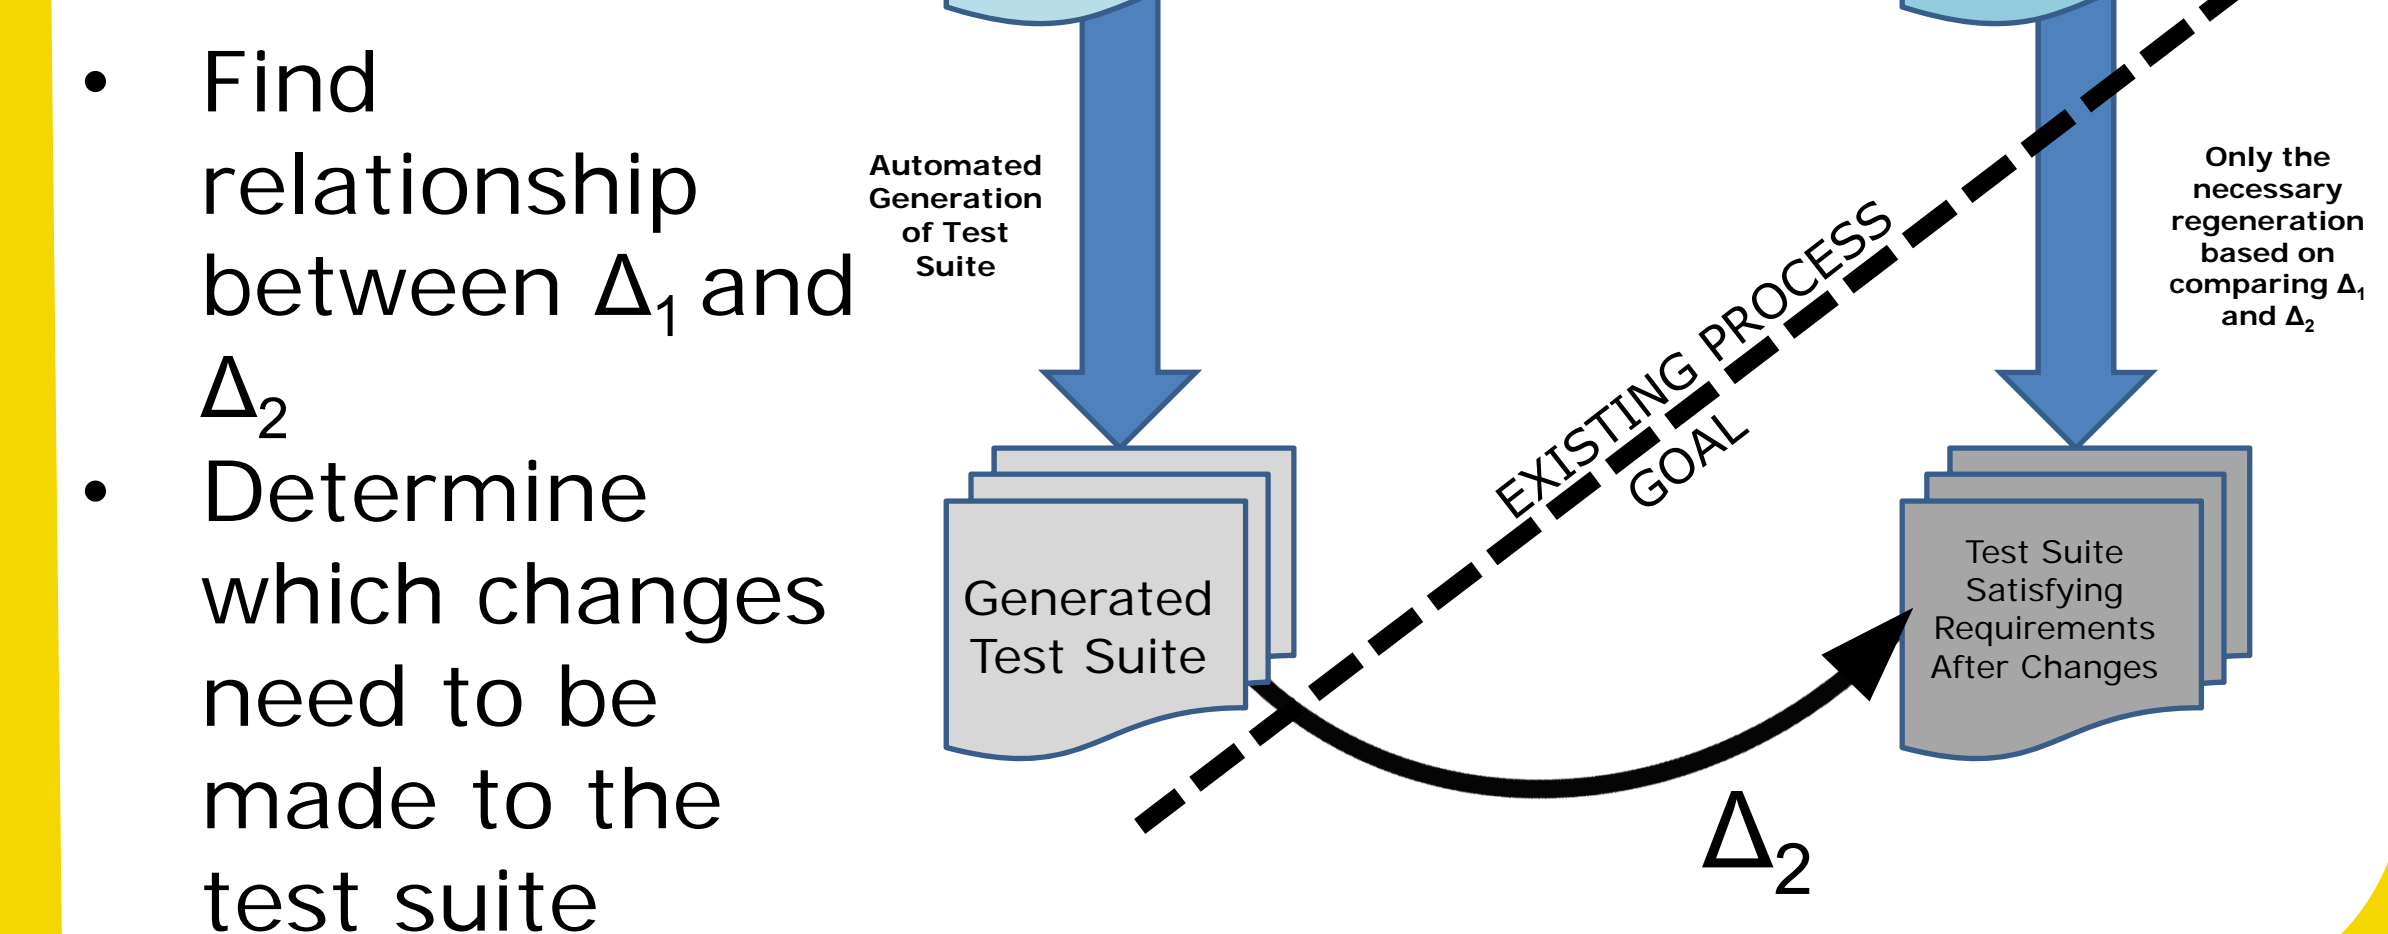 • Find
relationship
between Δ₁ and
Δ₂
• Determine
which changes
need to be
made to the
test suite
Automated
Generation
of Test
Suite
Generated
Test Suite
EXISTING PROCESS
GOAL
Only the
necessary
regeneration
based on
comparing Δ₁
and Δ₂
Test Suite
Satisfying
Requirements
After Changes
Δ₂